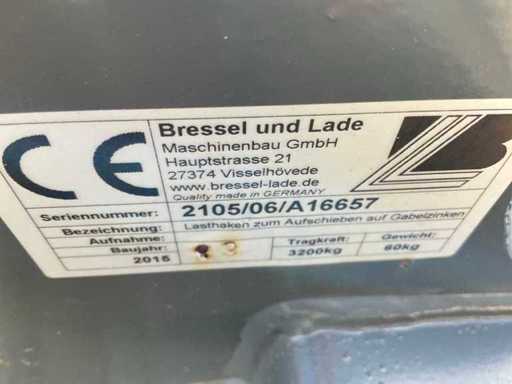 CE
Bressel und Lade
Maschinenbau GmbH
Hauptstrasse 21
27374 Visselhövede
www.bressel-lade.de
Quality made in GERMANY
Seriennummer: 2105/06/A16657
Bezeichnung: Lasthaken zum Aufschieben auf Gabelzinken
Aufnahme:
Baujahr: Tragkraft: Gewicht:
2015 3200kg 60kg